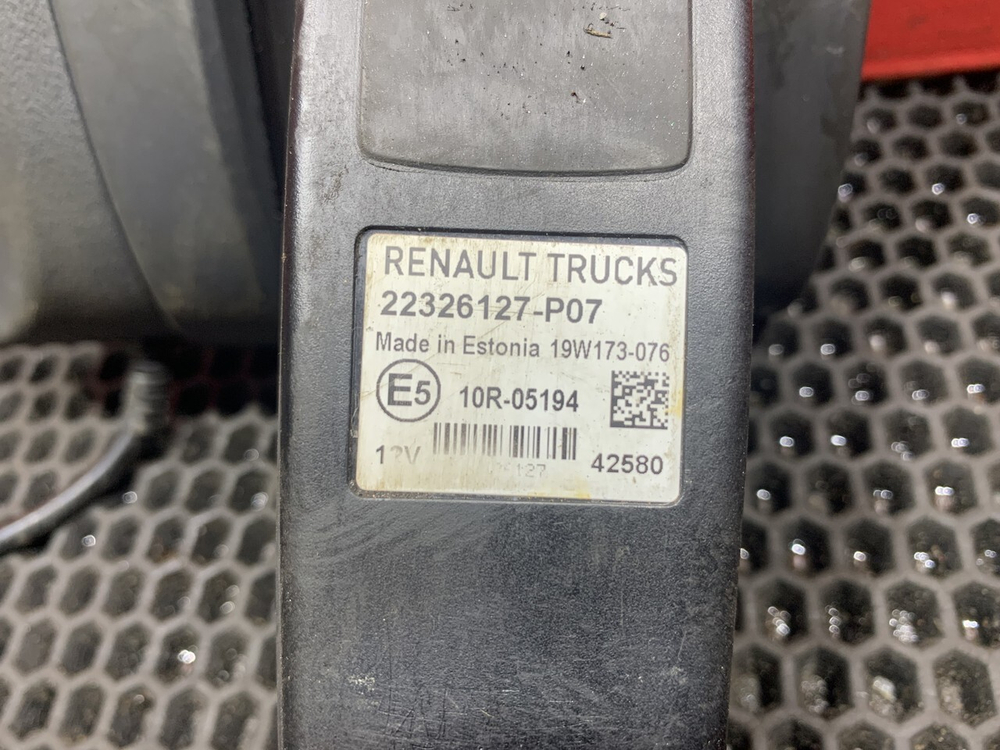 RENAULT TRUCKS
22326127-P07
Made in Estonia 19W173-076
E5 10R-05194
42580